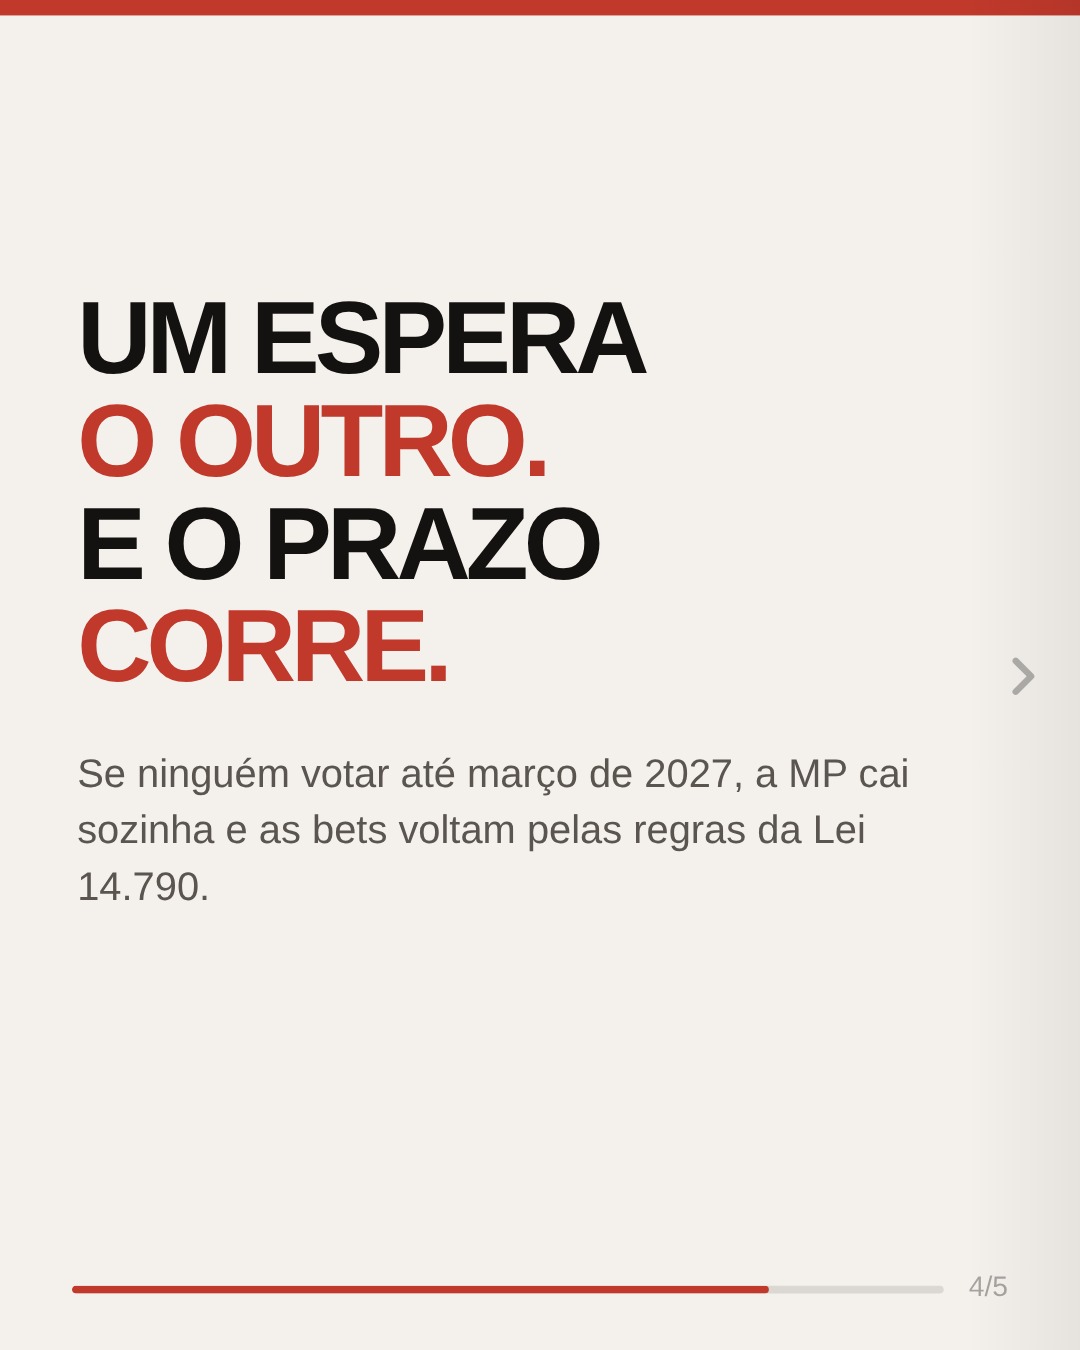 UM ESPERA
O OUTRO.
E O PRAZO
CORRE.
Se ninguém votar até março de 2027, a MP cai
sozinha e as bets voltam pelas regras da Lei
14.790.
4/5